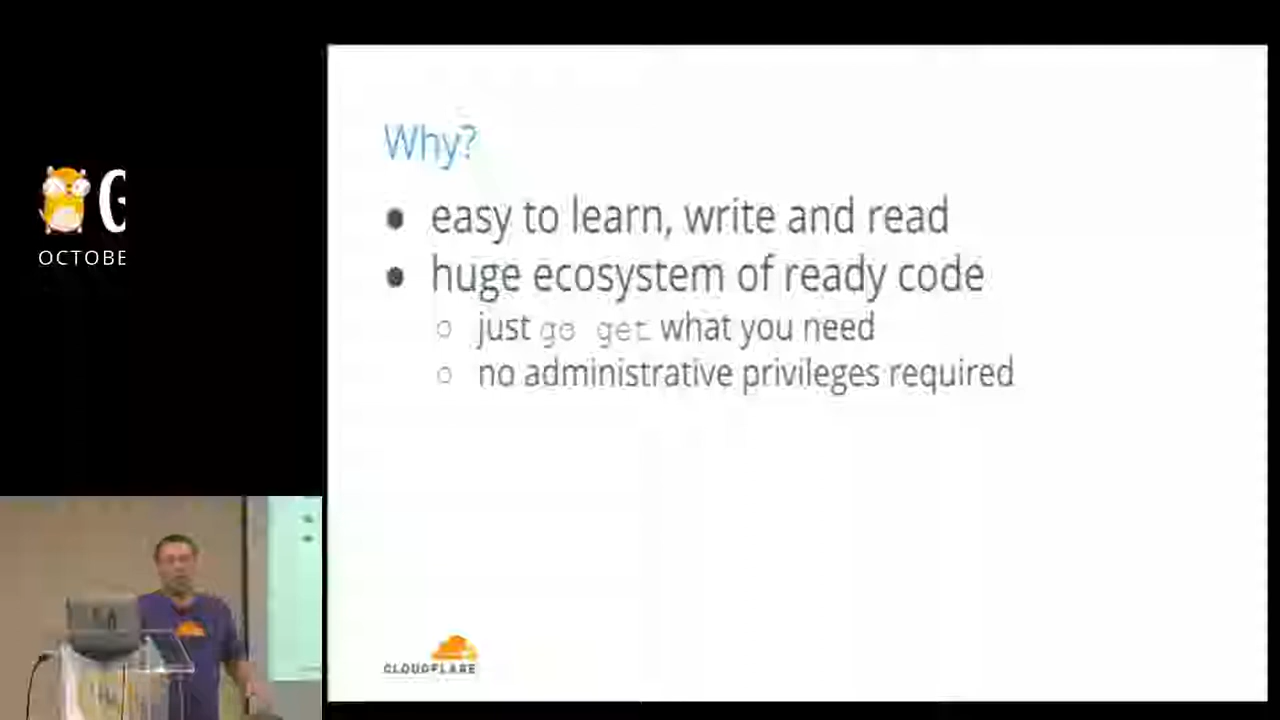 G
OCTOBE
Why?
easy to learn, write and read
huge ecosystem of ready code
just go get what you need
no administrative privileges required
CLOUDFLARE